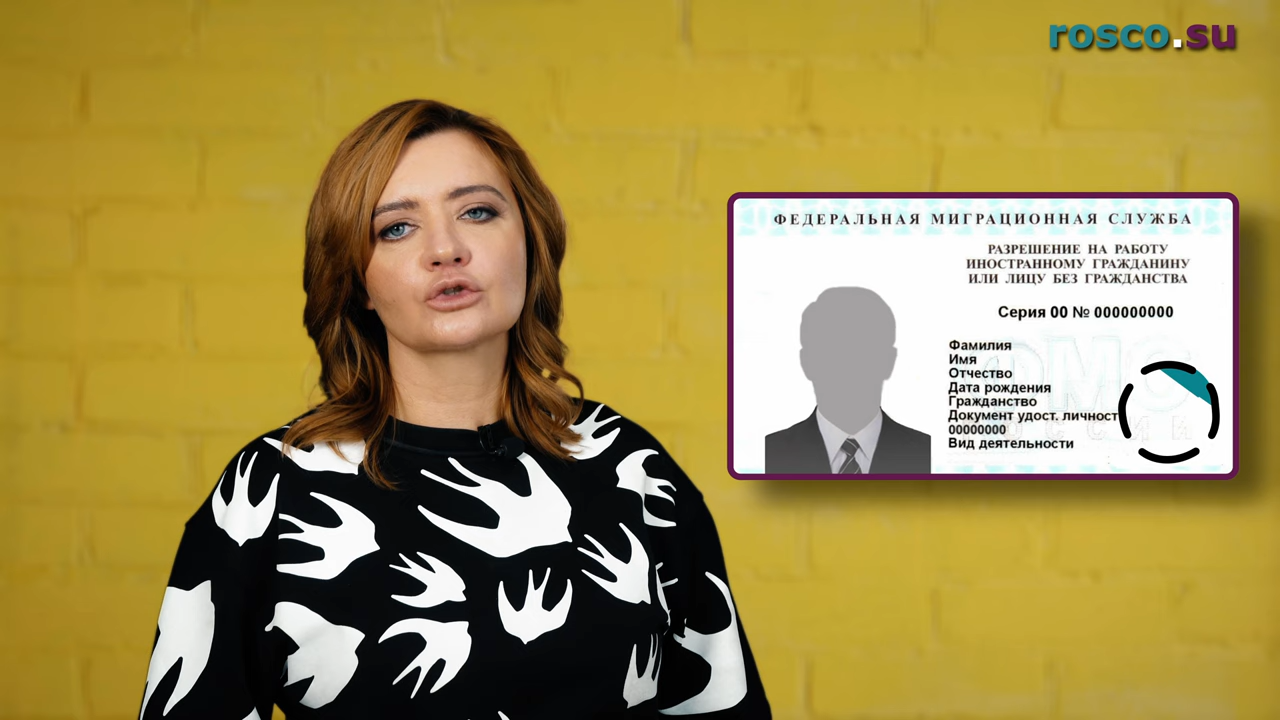 rosco.su
ФЕДЕРАЛЬНАЯ МИГРАЦИОННАЯ СЛУЖБА
РАЗРЕШЕНИЕ НА РАБОТУ
ИНОСТРАННОМУ ГРАЖДАНИНУ
ИЛИ ЛИЦУ БЕЗ ГРАЖДАНСТВА
Серия 00 № 000000000
Фамилия
Имя
Отчество
Дата рождения
Гражданство
Документ удост. личност
00000000
Вид деятельности